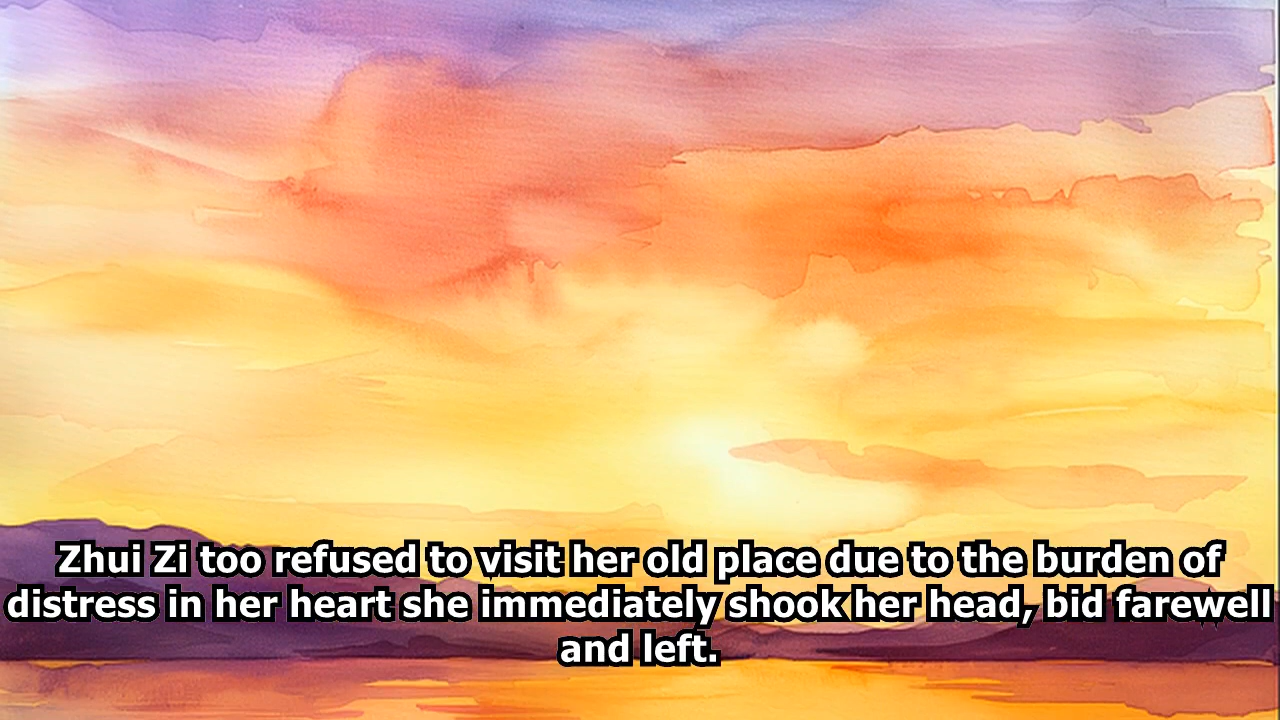 Zhui Zi too refused to visit her old place due to the burden of
distress in her heart she immediately shook her head, bid farewell
and left.